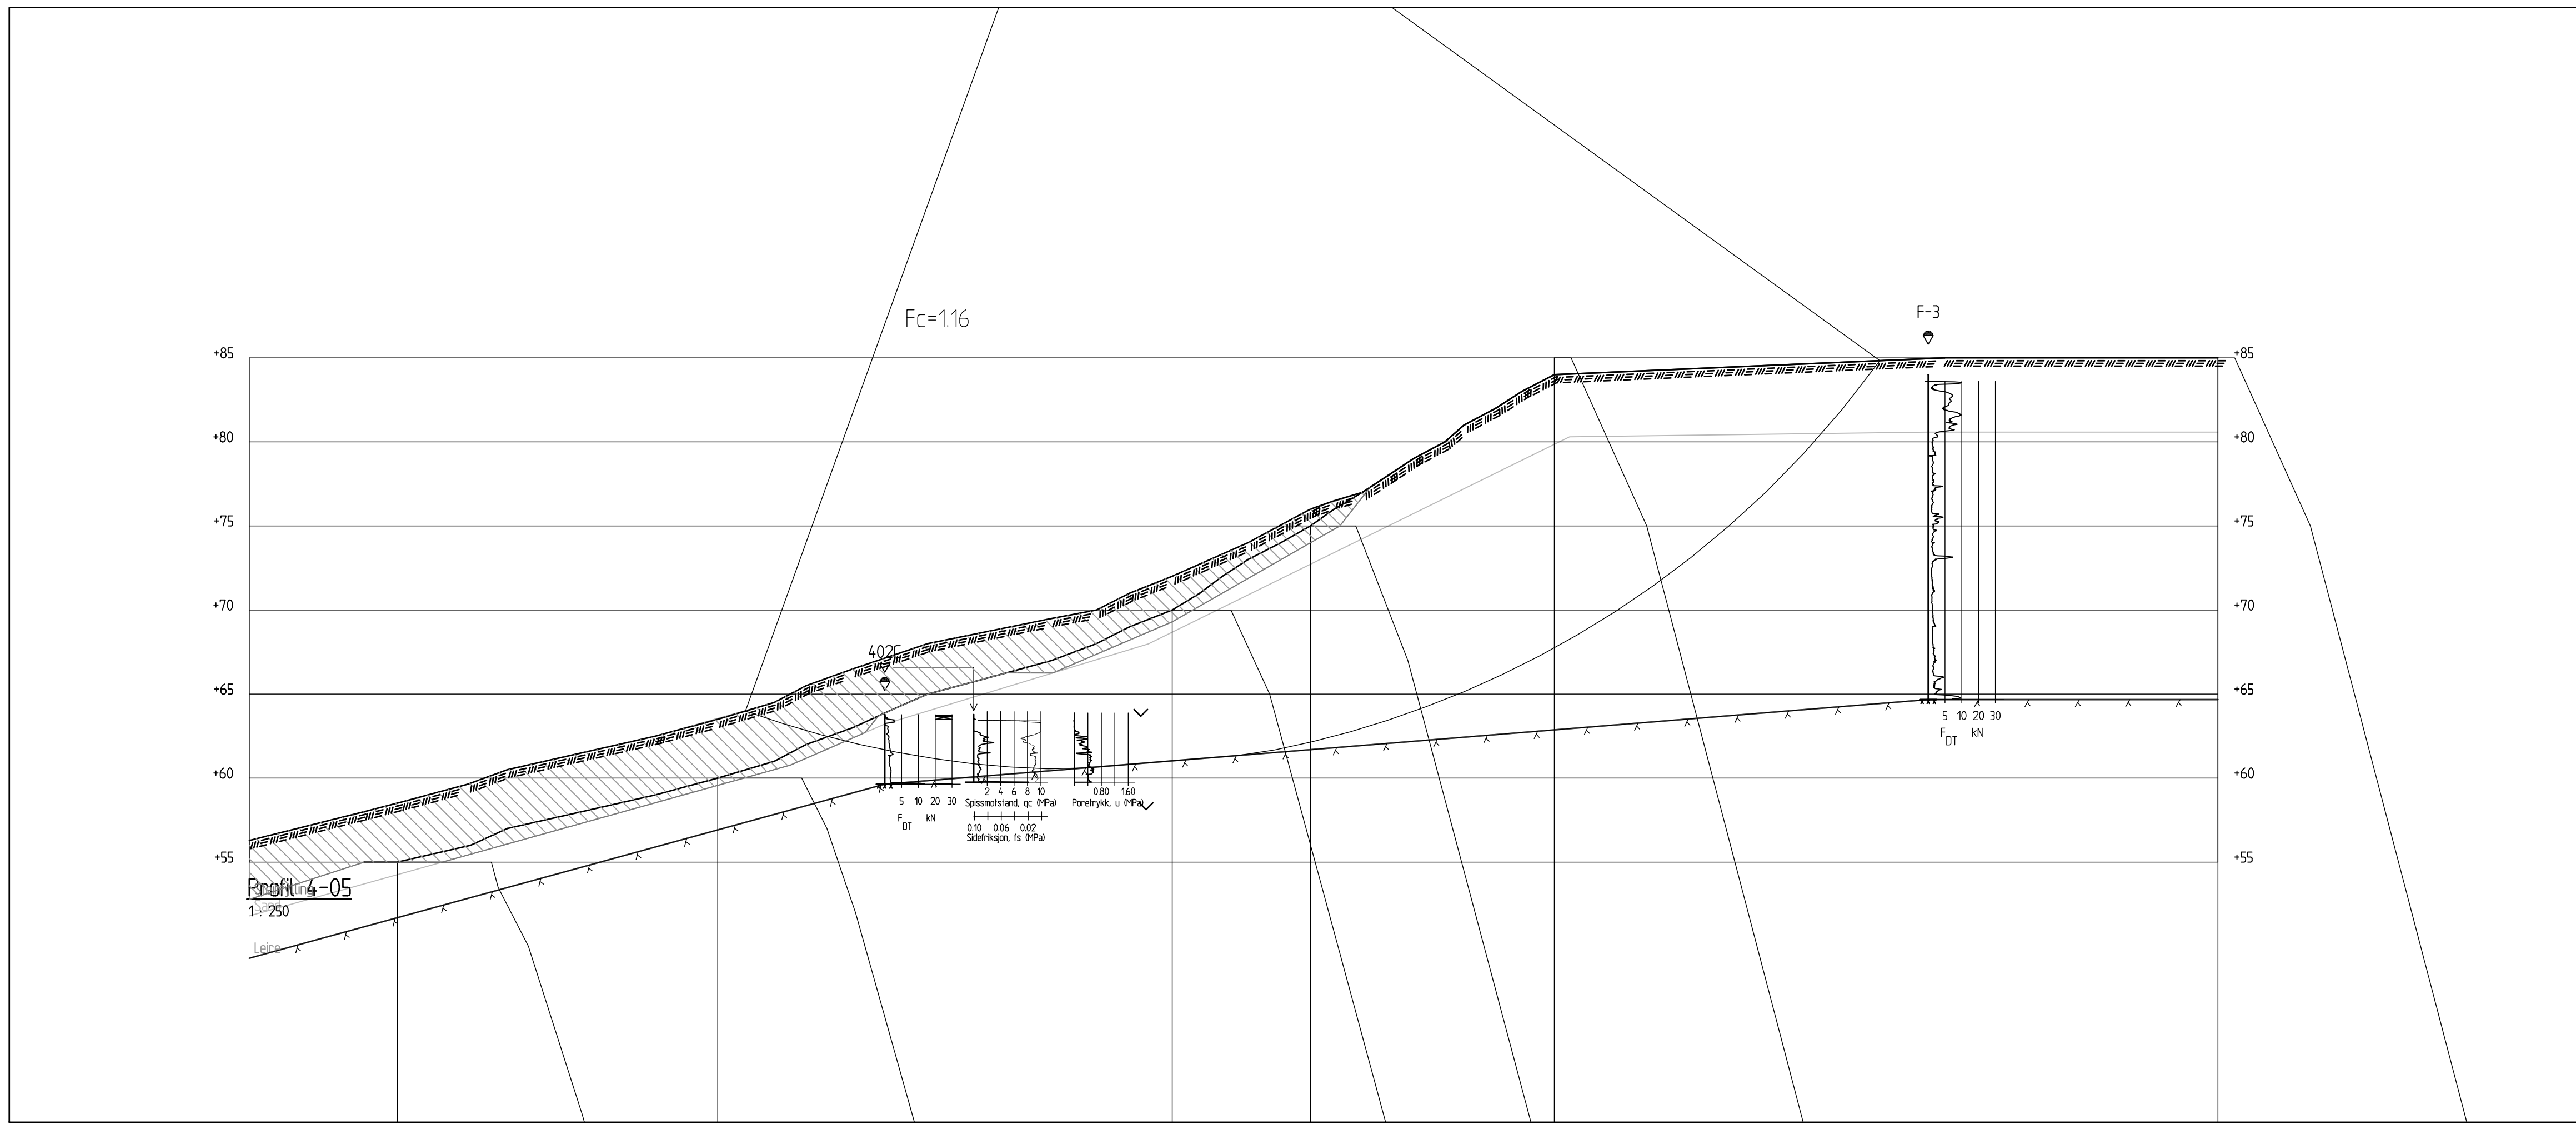 F-3
Fc=1.16
+85 +85
+80 +80
+75 +75
+70 +70
402C
+65 +65
5 10 20 30
F DT kN
+60 +60
5 10 20 30
F DT kN
2 4 6 8 10
Spissmotstand, qc (MPa)
0.10 0.06 0.02
Sidefriksjon, fs (MPa)
0.80 1.60
Poretrykk, u (MPa)
+55 +55
Profil 4-05
Sand
1 : 250
Leire